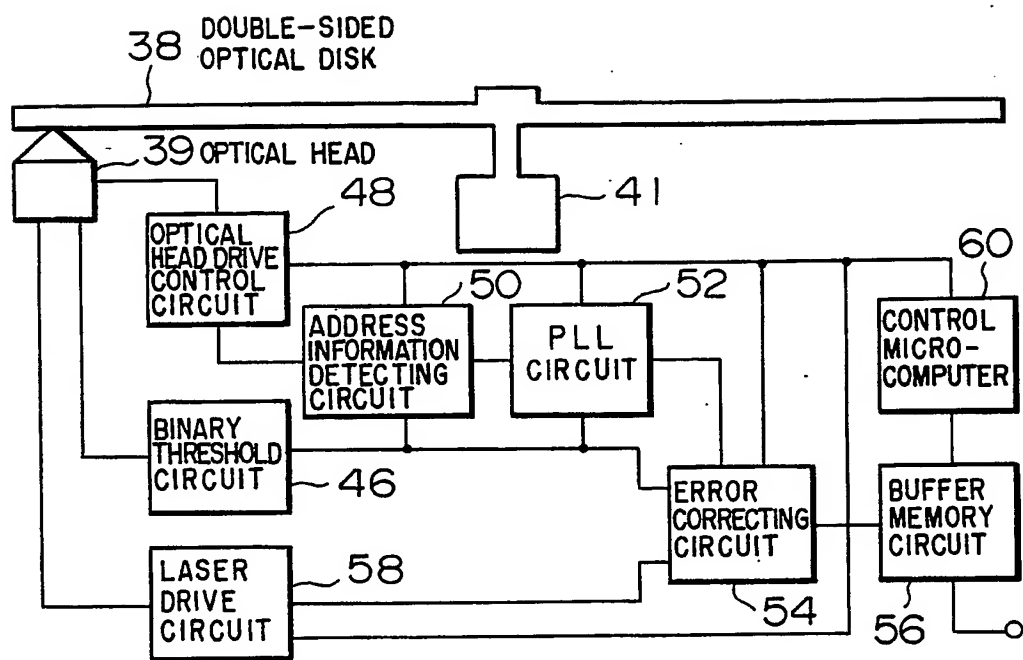 DOUBLE-SIDED
38 OPTICAL DISK
39 OPTICAL HEAD
41
48
OPTICAL
HEAD DRIVE
CONTROL
CIRCUIT
50
ADDRESS
INFORMATION
DETECTING
CIRCUIT
52
PLL
CIRCUIT
60
CONTROL
MICRO-
COMPUTER
BINARY
THRESHOLD
CIRCUIT
46
ERROR
CORRECTING
CIRCUIT
54
BUFFER
MEMORY
CIRCUIT
56
LASER
DRIVE
CIRCUIT
58